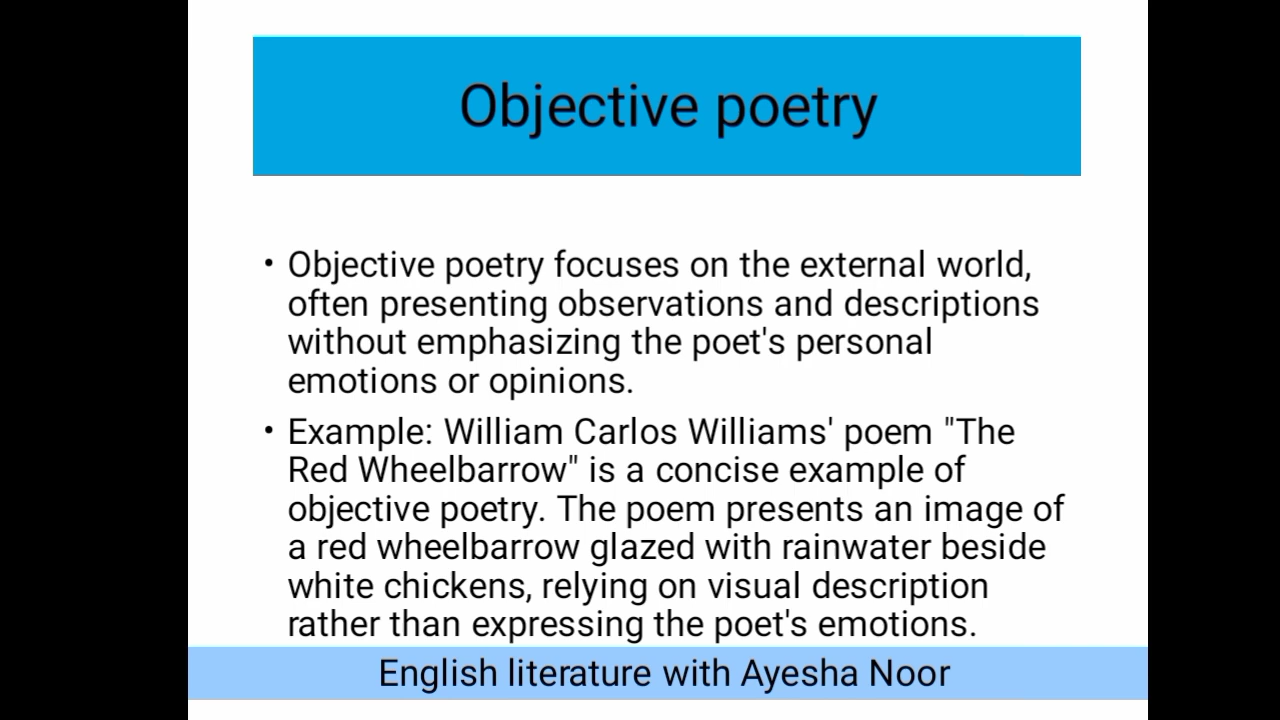 Objective poetry
• Objective poetry focuses on the external world,
often presenting observations and descriptions
without emphasizing the poet's personal
emotions or opinions.
• Example: William Carlos Williams' poem "The
Red Wheelbarrow" is a concise example of
objective poetry. The poem presents an image of
a red wheelbarrow glazed with rainwater beside
white chickens, relying on visual description
rather than expressing the poet's emotions.
English literature with Ayesha Noor